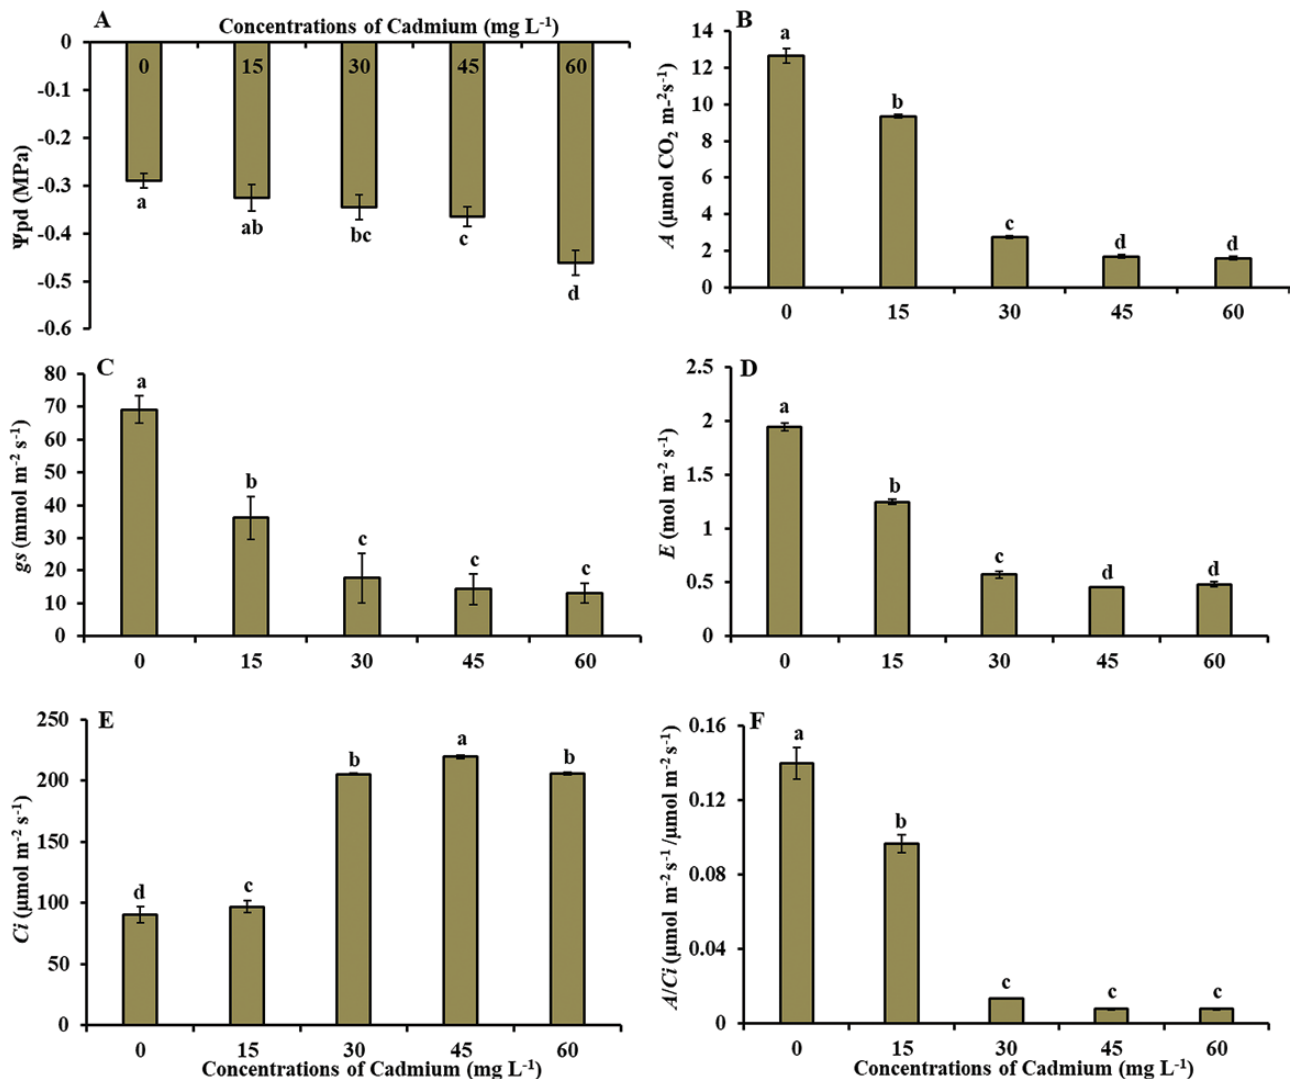 A
Concentrations of Cadmium (mg L⁻¹)
0
-0.1
-0.2
-0.3
-0.4
-0.5
-0.6
Ψpd (MPa)
0 15 30 45 60
a ab bc c d
B
14
12
10
8
6
4
2
0
A (µmol CO₂ m-²s⁻¹)
a b c d d
0 15 30 45 60
C
80
70
60
50
40
30
20
10
0
gs (mmol m⁻² s⁻¹)
a b c c c
0 15 30 45 60
D
2.5
2
1.5
1
0.5
0
E (mol m⁻² s⁻¹)
a b c d d
0 15 30 45 60
E
250
200
150
100
50
0
Ci (µmol m⁻² s⁻¹)
d c b a b
0 15 30 45 60
Concentrations of Cadmium (mg L⁻¹)
F
0.16
0.12
0.08
0.04
0
A/Ci (µmol m⁻² s⁻¹ /µmol m⁻² s⁻¹)
a b c c c
0 15 30 45 60
Concentrations of Cadmium (mg L⁻¹)